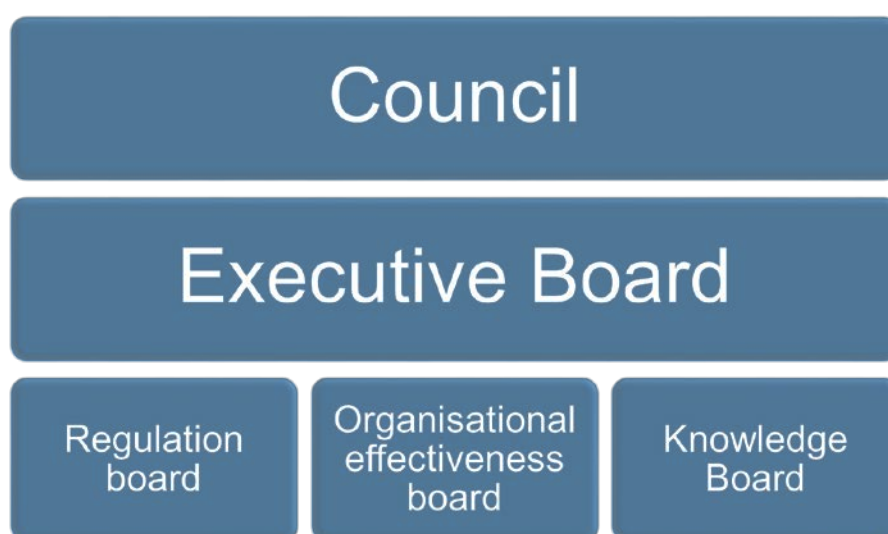 Council
Executive Board
Regulation
board
Organisational
effectiveness
board
Knowledge
Board